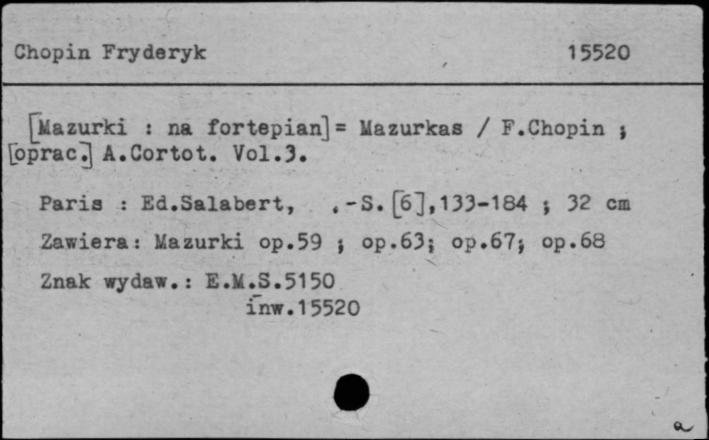 Chopin Fryderyk 15520
[Mazurki : na fortepian]= Mazurkas / F.Chopin ;
[oprac.] A.Cortot. Vol.3.
Paris : Ed.Salabert, .-S.[6],133-184 ; 32 cm
Zawiera: Mazurki op.59 ; op.63; op.67; op.68
Znak wydaw.: E.M.S.5150
inw.15520
a